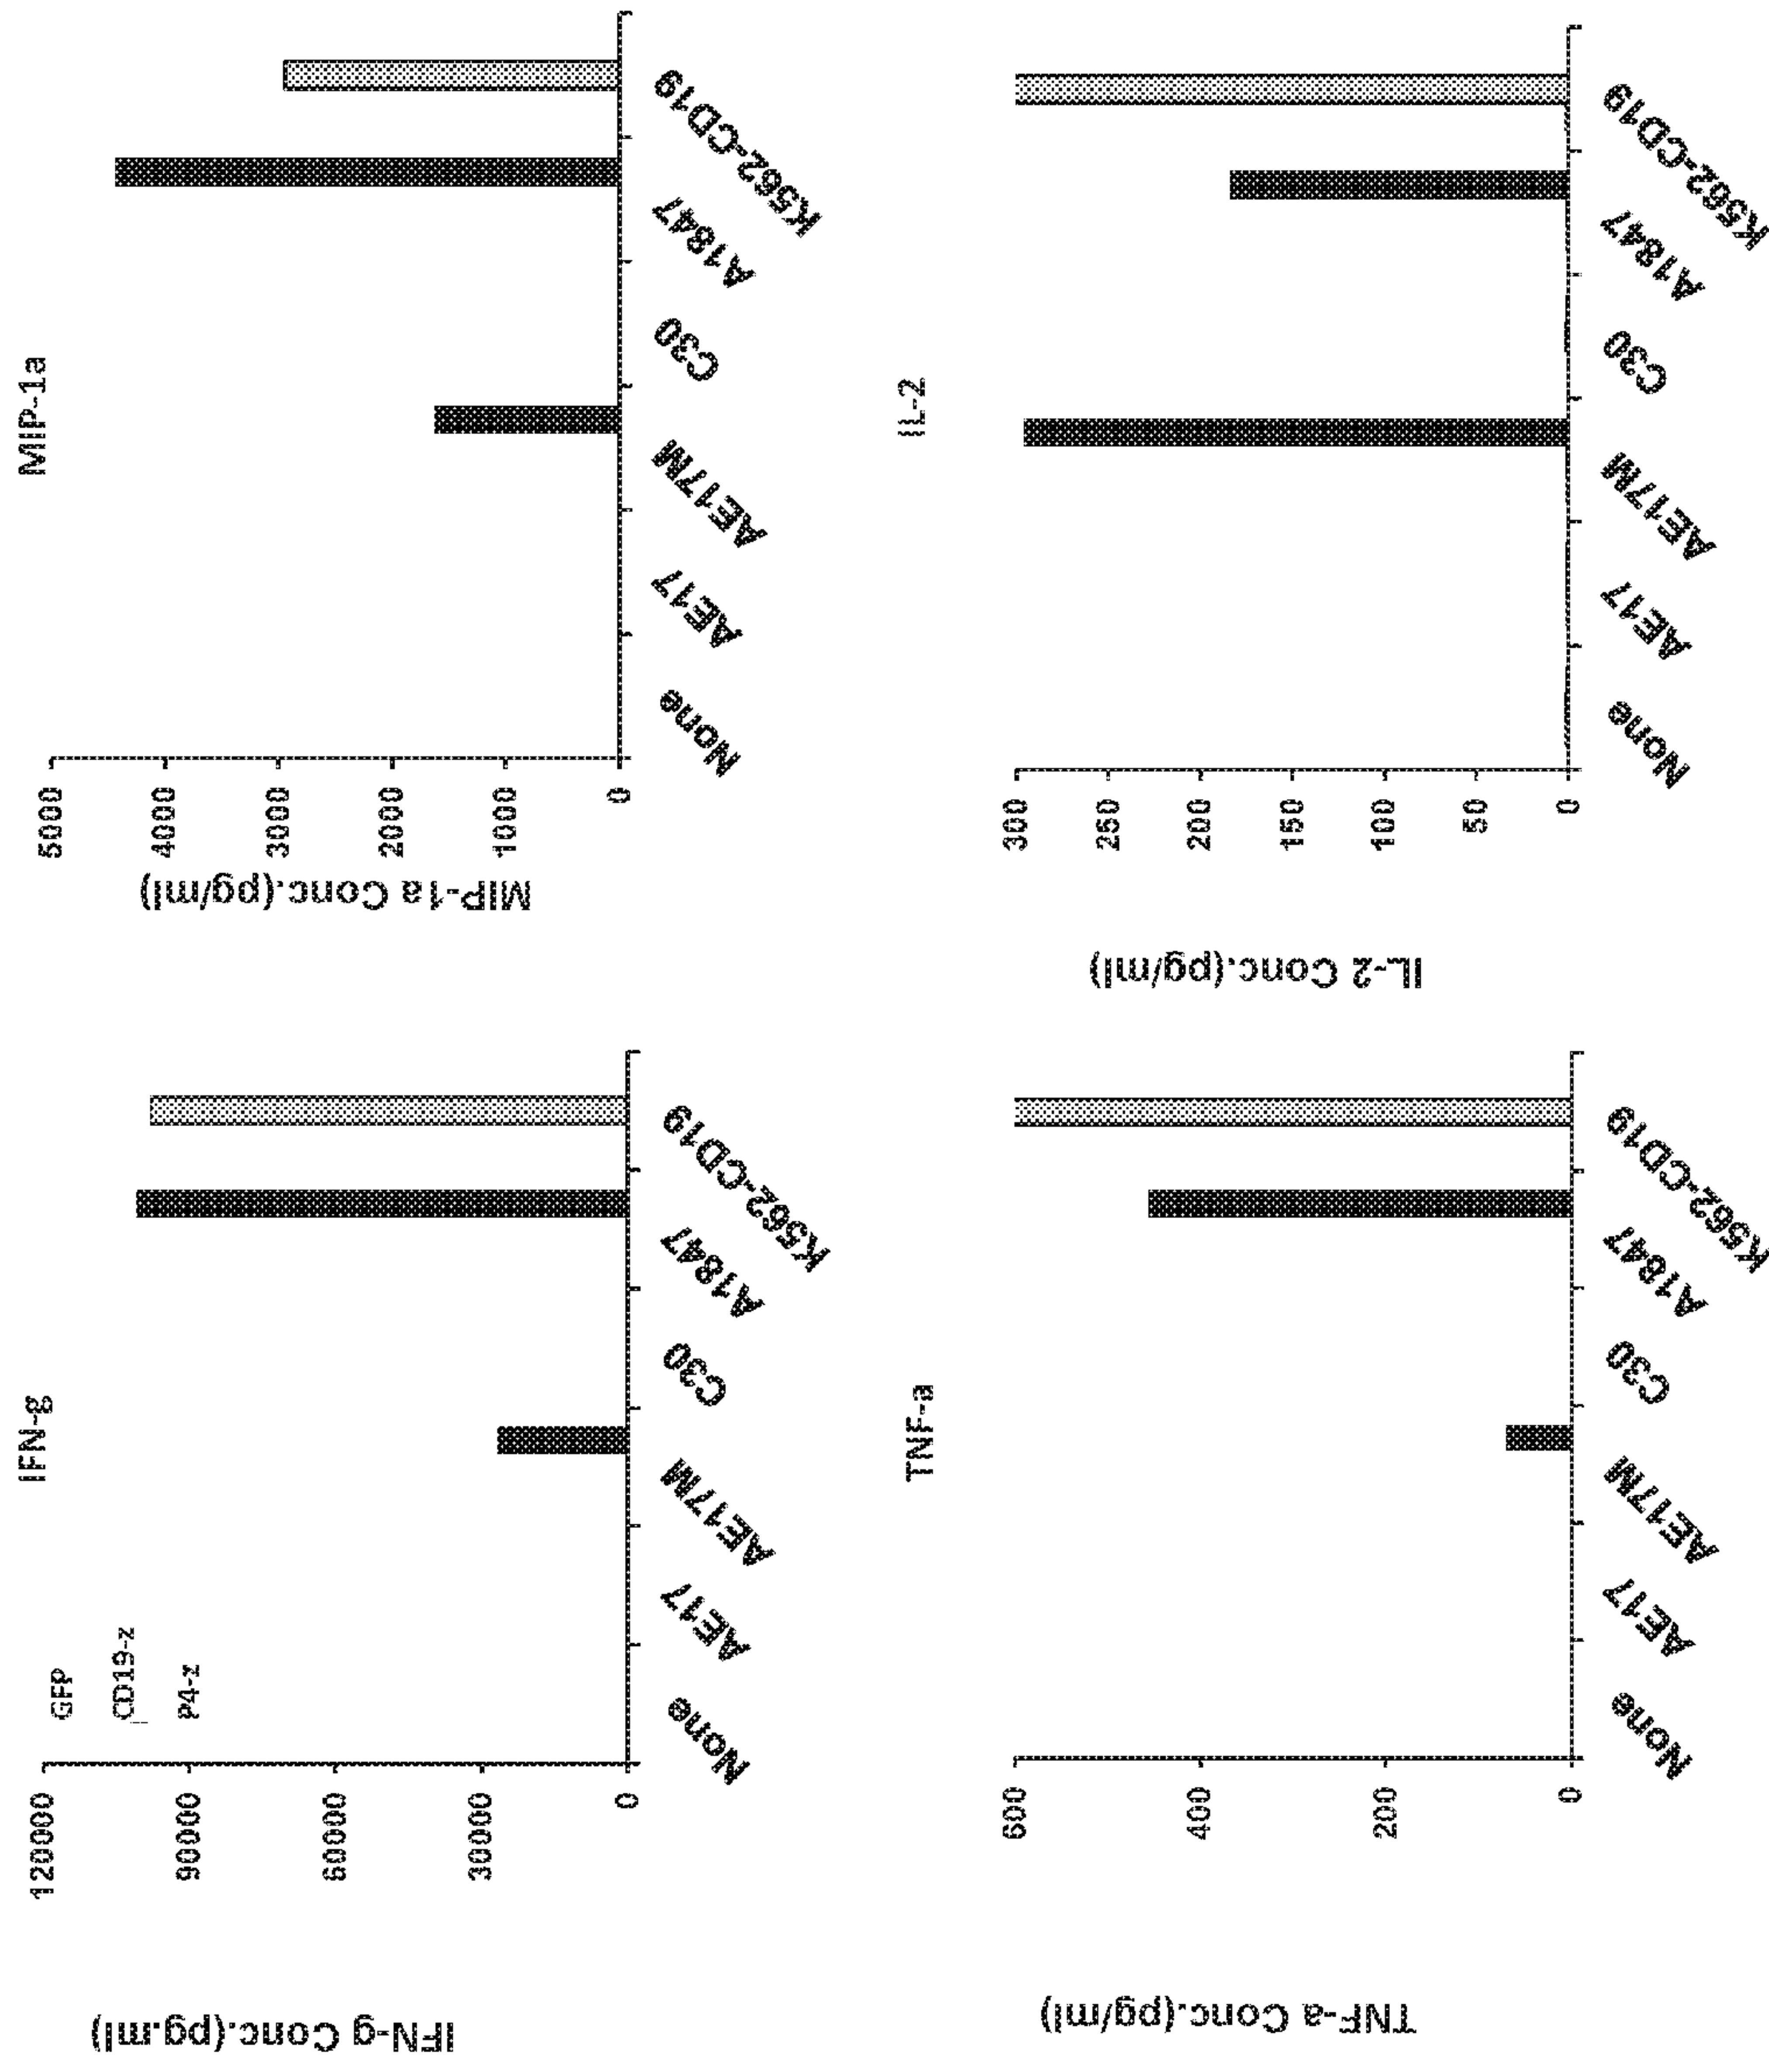 IFN-g
IFN-g Conc.(pg.ml)
120000
90000
60000
30000
0
GFP
CD19-z
P4-z
None
AE17
AE17M
C30
A1847
K562-CD19
MIP-1a
MIP-1a Conc.(pg/ml)
5000
4000
3000
2000
1000
0
None
AE17
AE17M
C30
A1847
K562-CD19
TNF-a
TNF-a Conc.(pg/ml)
600
400
200
0
None
AE17
AE17M
C30
A1847
K562-CD19
IL-2
IL-2 Conc.(pg/ml)
300
250
200
150
100
50
0
None
AE17
AE17M
C30
A1847
K562-CD19